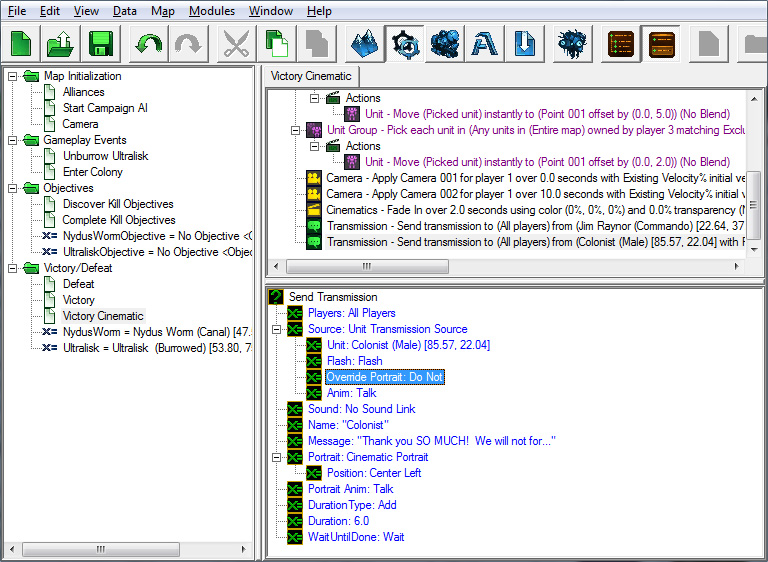 File Edit View Data Map Modules Window Help
Map Initialization
Alliances
Start Campaign AI
Camera
Gameplay Events
Unburrow Ultralisk
Enter Colony
Objectives
Discover Kill Objectives
Complete Kill Objectives
NydusWormObjective = No Objective <O
UltraliskObjective = No Objective <Objec
Victory/Defeat
Defeat
Victory
Victory Cinematic
NydusWorm = Nydus Worm (Canal) [47.5
Ultralisk = Ultralisk (Burrowed) [53.80, 7
Victory Cinematic
Actions
Unit - Move (Picked unit) instantly to (Point 001 offset by (0.0, 5.0)) (No Blend)
Unit Group - Pick each unit in (Any units in (Entire map) owned by player 3 matching Exclu
Actions
Unit - Move (Picked unit) instantly to (Point 001 offset by (0.0, 2.0)) (No Blend)
Camera - Apply Camera 001 for player 1 over 0.0 seconds with Existing Velocity% initial ve
Camera - Apply Camera 002 for player 1 over 10.0 seconds with Existing Velocity% initial v
Cinematics - Fade In over 2.0 seconds using color (0%, 0%, 0%) and 0.0% transparency (N
Transmission - Send transmission to (All players) from (Jim Raynor (Commando) [22.64, 37
Transmission - Send transmission to (All players) from (Colonist (Male) [85.57, 22.04] with F
Send Transmission
Players: All Players
Source: Unit Transmission Source
Unit: Colonist (Male) [85.57, 22.04]
Flash: Flash
Override Portrait: Do Not
Anim: Talk
Sound: No Sound Link
Name: "Colonist"
Message: "Thank you SO MUCH!  We will not for..."
Portrait: Cinematic Portrait
Position: Center Left
Portrait Anim: Talk
DurationType: Add
Duration: 6.0
WaitUntilDone: Wait